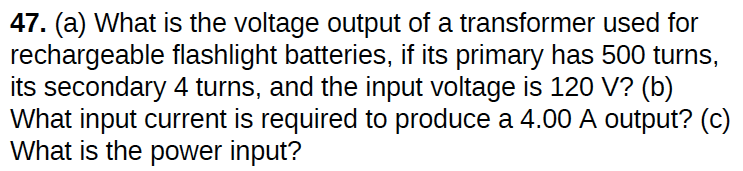 47. (a) What is the voltage output of a transformer used for
rechargeable flashlight batteries, if its primary has 500 turns,
its secondary 4 turns, and the input voltage is 120 V? (b)
What input current is required to produce a 4.00 A output? (c)
What is the power input?